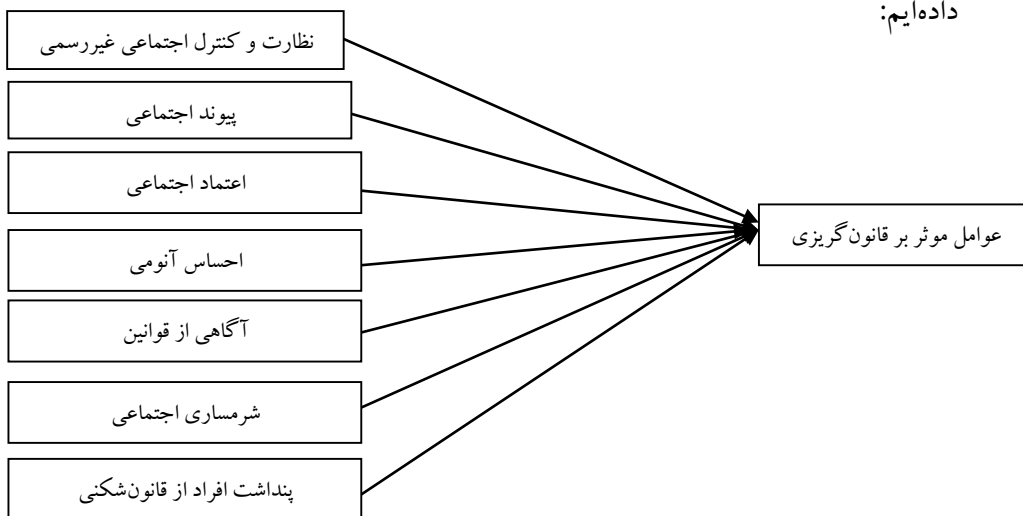 داده‌ایم:
نظارت و کنترل اجتماعی غیررسمی
پیوند اجتماعی
اعتماد اجتماعی
احساس آنومی
آگاهی از قوانین
شرمساری اجتماعی
پنداشت افراد از قانون‌شکنی
عوامل موثر بر قانون‌گریزی